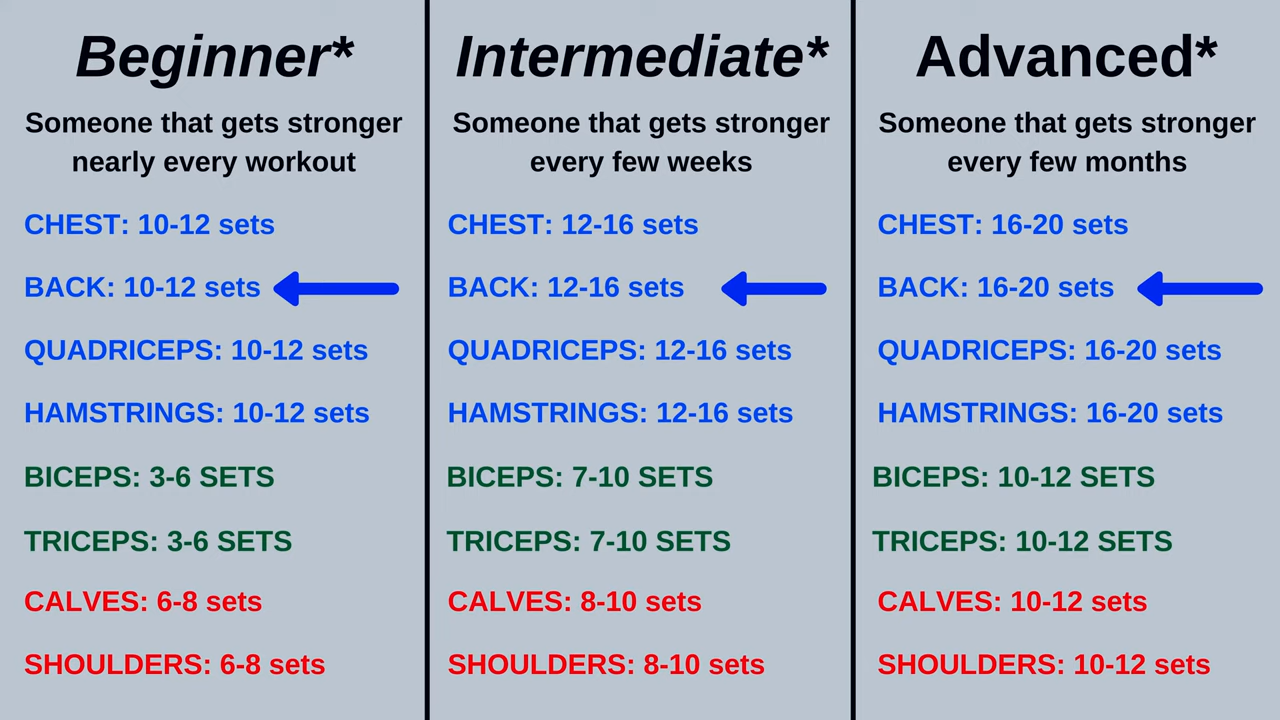 Beginner*
Someone that gets stronger
nearly every workout
CHEST: 10-12 sets
BACK: 10-12 sets
QUADRICEPS: 10-12 sets
HAMSTRINGS: 10-12 sets
BICEPS: 3-6 SETS
TRICEPS: 3-6 SETS
CALVES: 6-8 sets
SHOULDERS: 6-8 sets
Intermediate*
Someone that gets stronger
every few weeks
CHEST: 12-16 sets
BACK: 12-16 sets
QUADRICEPS: 12-16 sets
HAMSTRINGS: 12-16 sets
BICEPS: 7-10 SETS
TRICEPS: 7-10 SETS
CALVES: 8-10 sets
SHOULDERS: 8-10 sets
Advanced*
Someone that gets stronger
every few months
CHEST: 16-20 sets
BACK: 16-20 sets
QUADRICEPS: 16-20 sets
HAMSTRINGS: 16-20 sets
BICEPS: 10-12 SETS
TRICEPS: 10-12 SETS
CALVES: 10-12 sets
SHOULDERS: 10-12 sets